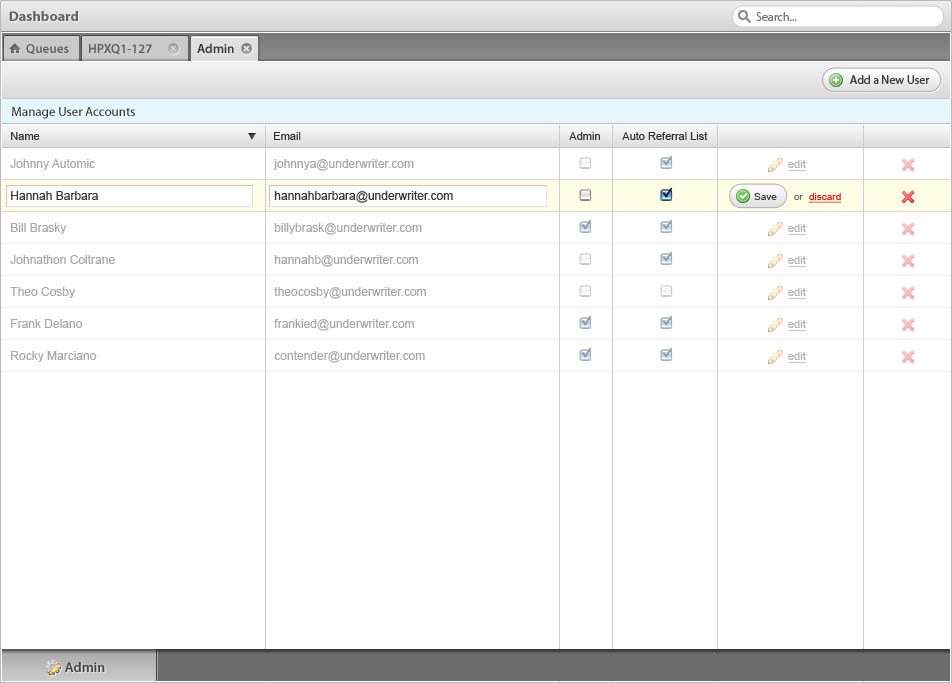 Dashboard Search...
Queues HPXQ1-127 Admin
Add a New User
Manage User Accounts
Name Email Admin Auto Referral List
Johnny Automic johnnya@underwriter.com edit
Hannah Barbara hannahbarbara@underwriter.com Save or discard
Bill Brasky billybrask@underwriter.com edit
Johnathon Coltrane hannahb@underwriter.com edit
Theo Cosby theocosby@underwriter.com edit
Frank Delano frankied@underwriter.com edit
Rocky Marciano contender@underwriter.com edit
Admin